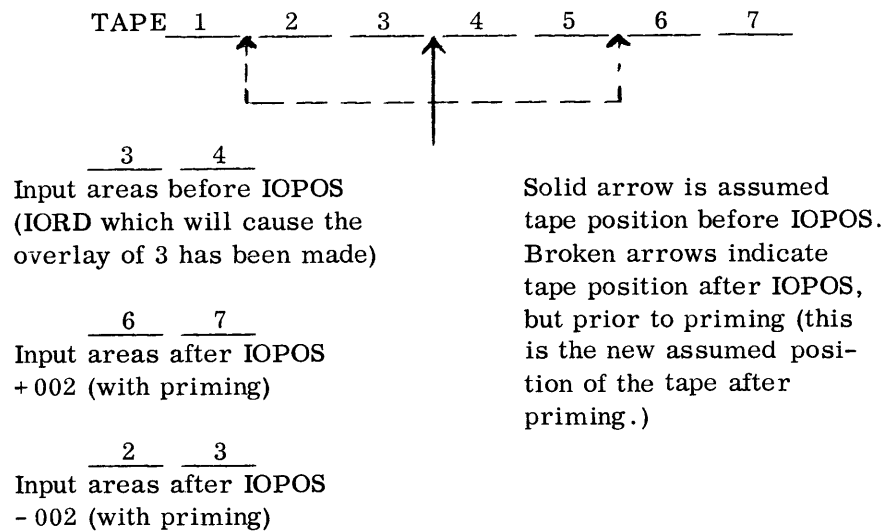 TAPE 1 2 3 4 5 6 7
3 4
Input areas before IOPOS
(IORD which will cause the
overlay of 3 has been made)
6 7
Input areas after IOPOS
+ 002 (with priming)
2 3
Input areas after IOPOS
- 002 (with priming)
Solid arrow is assumed
tape position before IOPOS.
Broken arrows indicate
tape position after IOPOS,
but prior to priming (this
is the new assumed posi-
tion of the tape after
priming.)